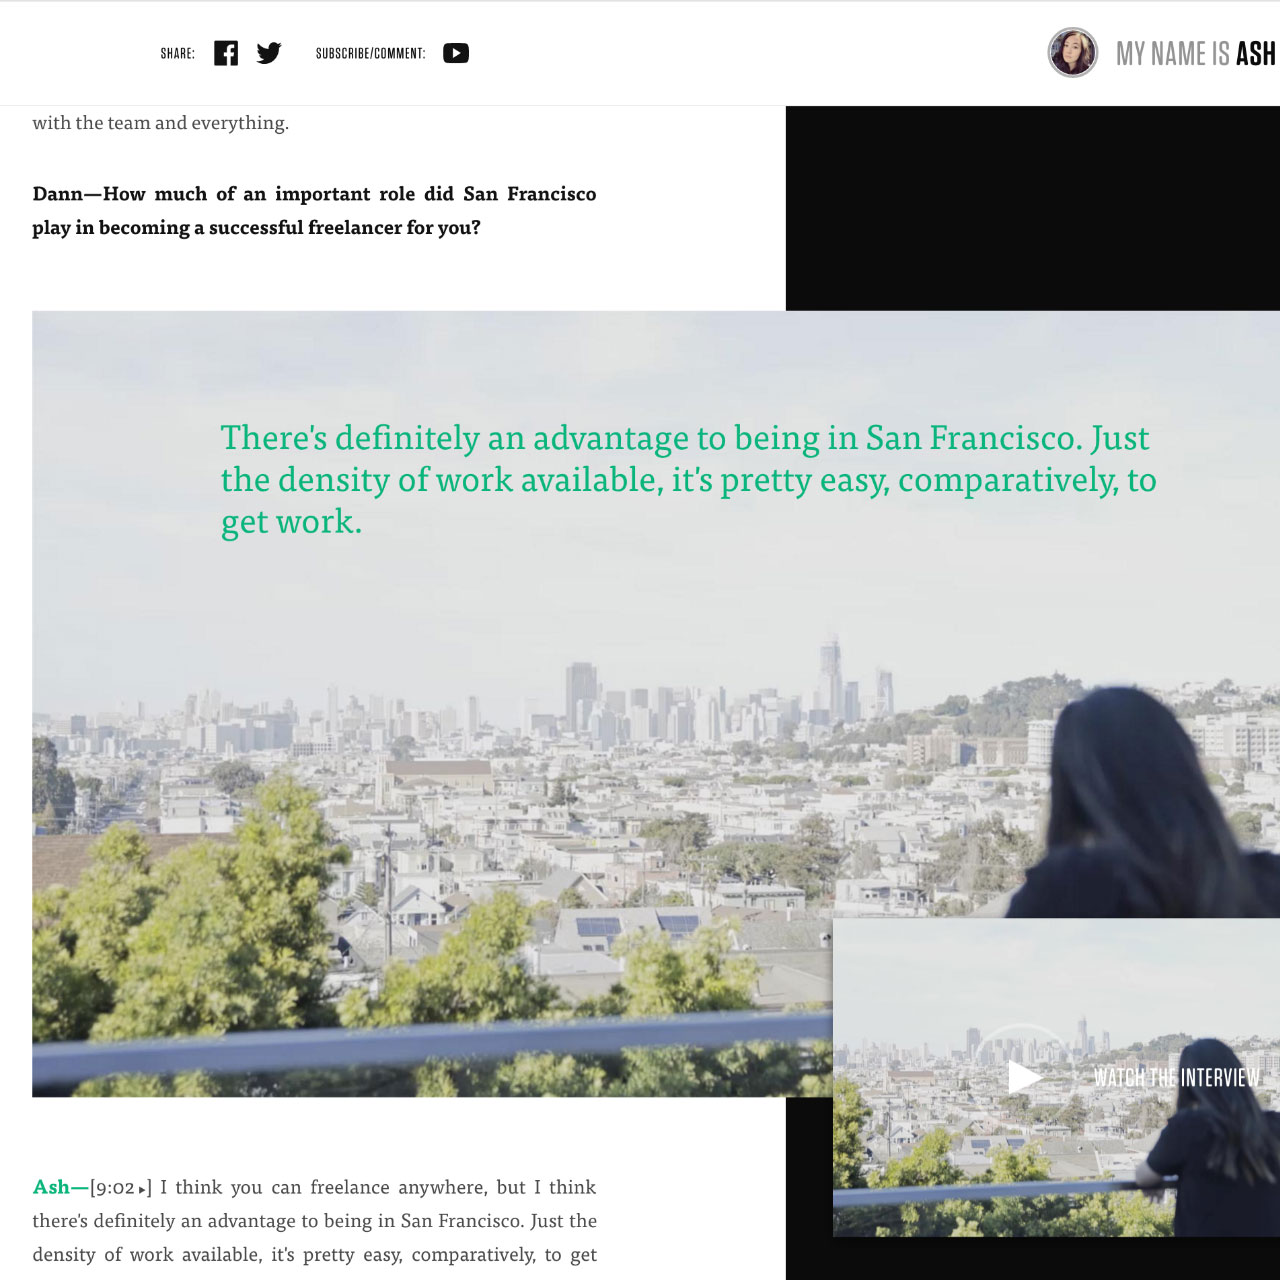 SHARE:
SUBSCRIBE/COMMENT:
MY NAME IS ASH
with the team and everything.
Dann—How much of an important role did San Francisco
play in becoming a successful freelancer for you?
There's definitely an advantage to being in San Francisco. Just
the density of work available, it's pretty easy, comparatively, to
get work.
WATCH THE INTERVIEW
Ash—[9:02 ▸] I think you can freelance anywhere, but I think
there's definitely an advantage to being in San Francisco. Just the
density of work available, it's pretty easy, comparatively, to get